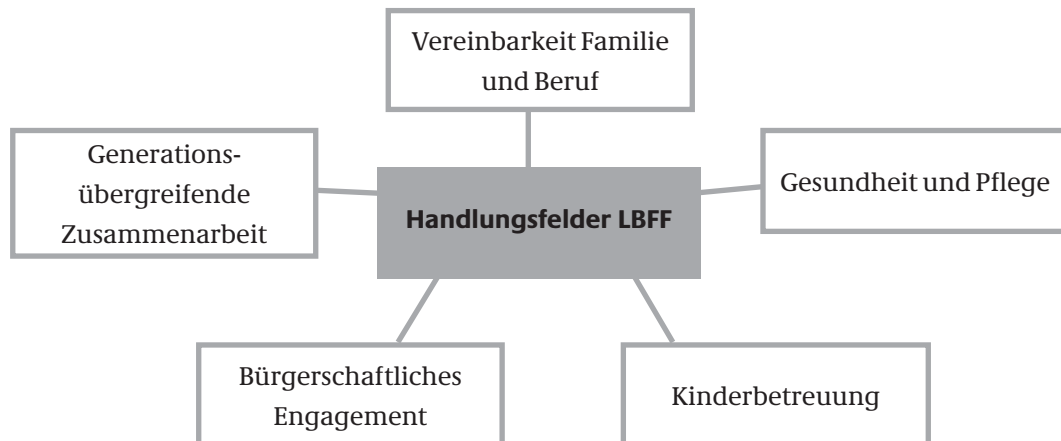 Vereinbarkeit Familie
und Beruf
Generations-
übergreifende
Zusammenarbeit
Gesundheit und Pflege
Handlungsfelder LBFF
Bürgerschaftliches
Engagement
Kinderbetreuung